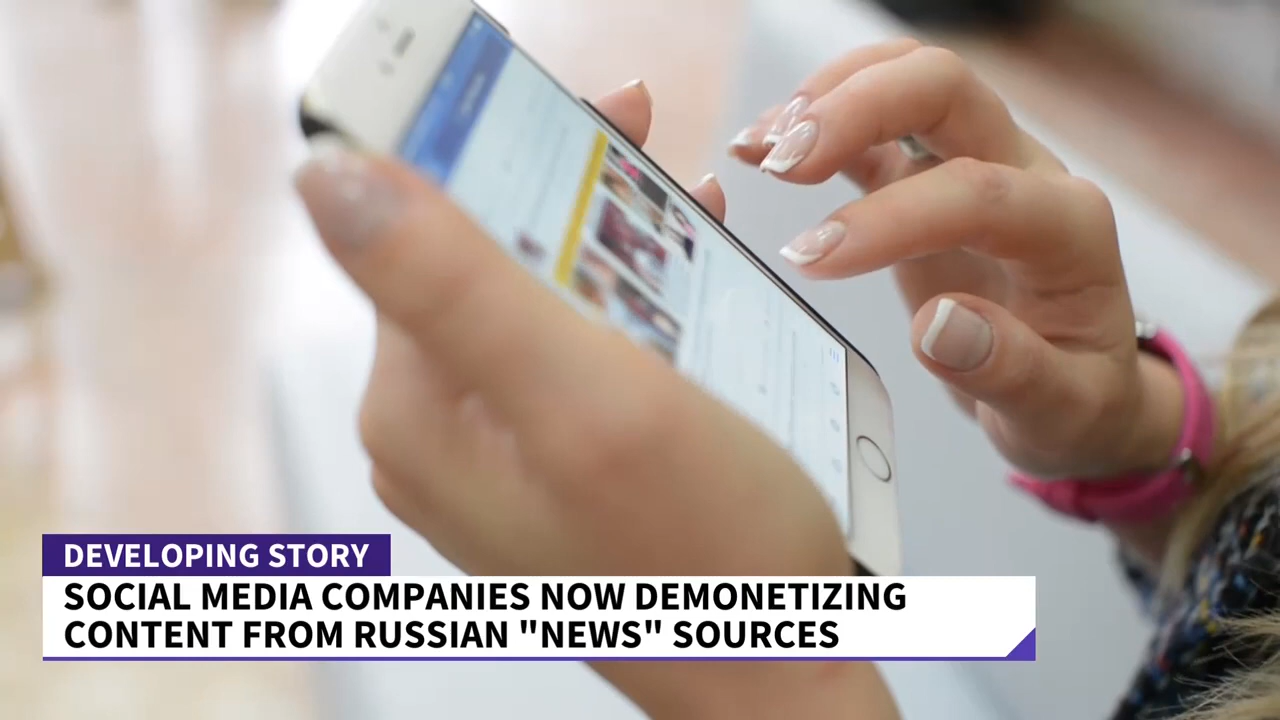 DEVELOPING STORY
SOCIAL MEDIA COMPANIES NOW DEMONETIZING
CONTENT FROM RUSSIAN "NEWS" SOURCES